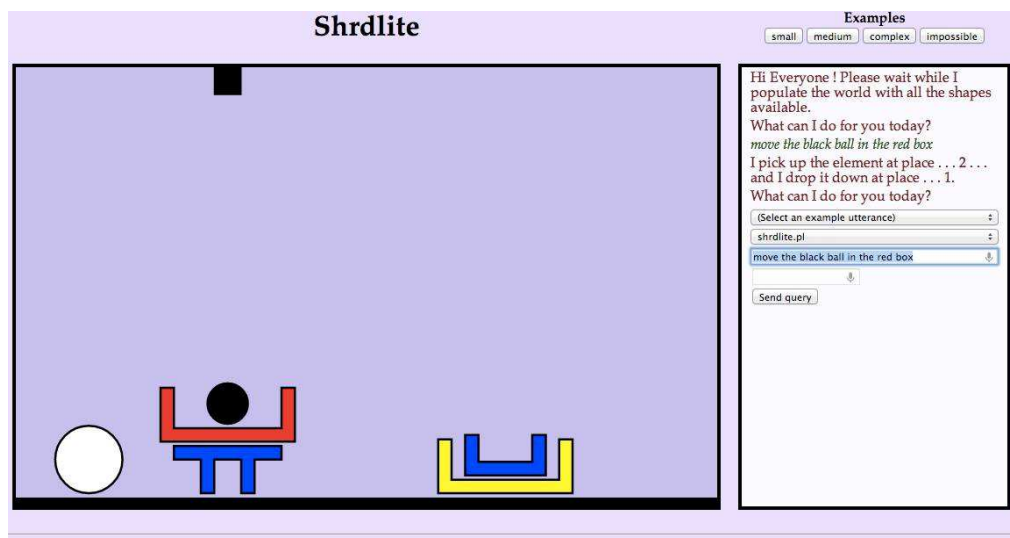 Shrdlite
Examples
small medium complex impossible
Hi Everyone ! Please wait while I
populate the world with all the shapes
available.
What can I do for you today?
move the black ball in the red box
I pick up the element at place . . . 2 . . .
and I drop it down at place . . . 1.
What can I do for you today?
(Select an example utterance)
shrdlite.pl
move the black ball in the red box
Send query